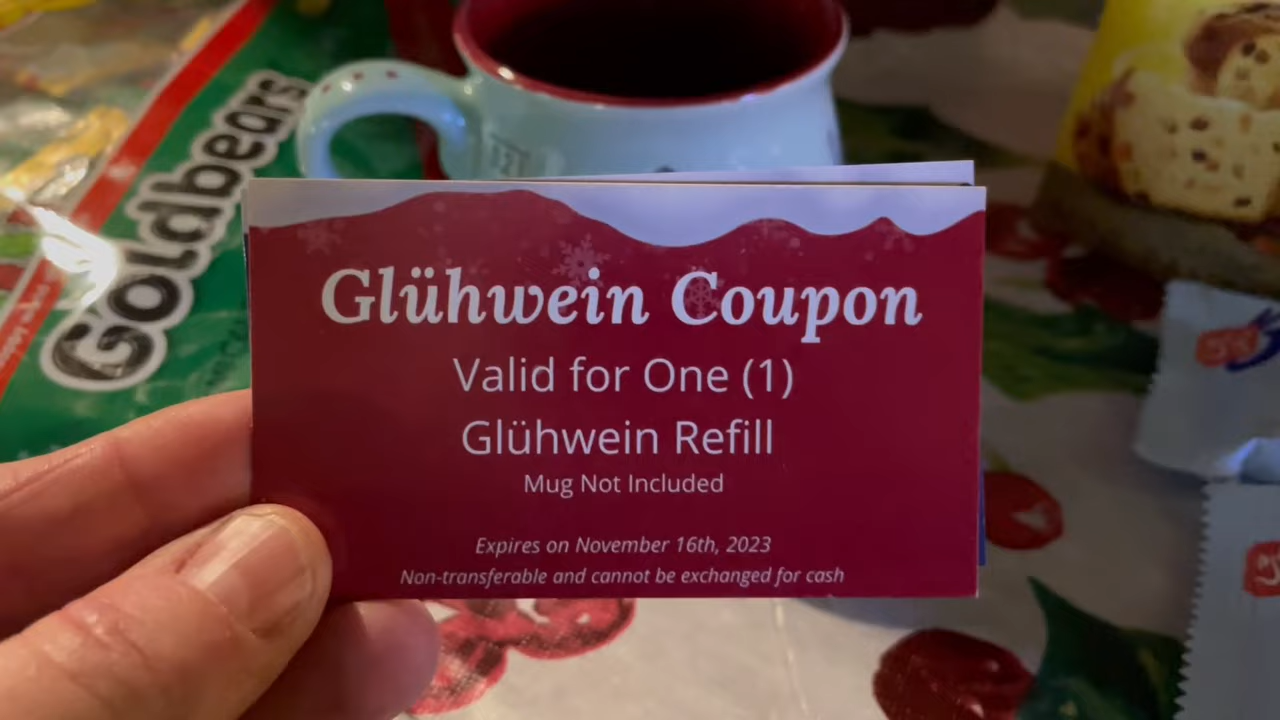 Goldbears
Glühwein Coupon
Valid for One (1)
Glühwein Refill
Mug Not Included
Expires on November 16th, 2023
Non-transferable and cannot be exchanged for cash